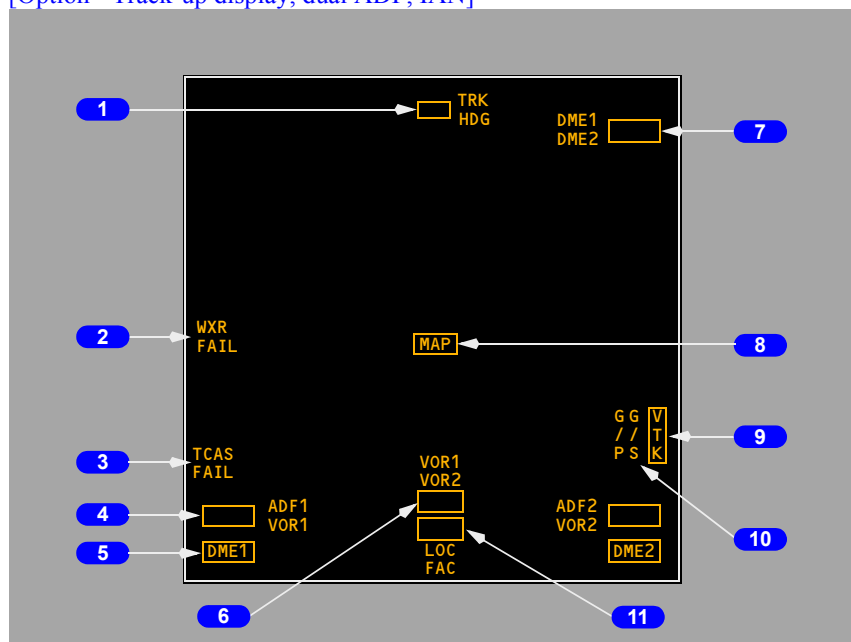 [Option - Track-up display, dual ADF, IAN]
1
TRK
HDG
DME1
DME2
7
2
WXR
FAIL
MAP
8
G G V
/ / T
P S K
9
3
TCAS
FAIL
VOR1
VOR2
4
ADF1
VOR1
ADF2
VOR2
10
5
DME1
LOC
FAC
DME2
6
11